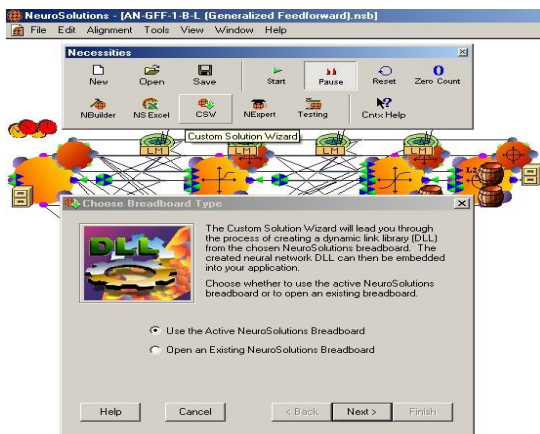 NeuroSolutions - [AN-GFF-1-B-L (Generalized Feedforward).nsb]
File Edit Alignment Tools View Window Help
Necessities
New Open Save Start Pause Reset Zero Count
NBuilder NS Excel CSW NExpert Testing Cntx Help
Custom Solution Wizard
LM LM LM LM
L2
Choose Breadboard Type
DLL
The Custom Solution Wizard will lead you through
the process of creating a dynamic link library (DLL)
from the chosen NeuroSolutions breadboard. The
created neural network DLL can then be embedded
into your application.
Choose whether to use the active NeuroSolutions
breadboard or to open an existing breadboard.
Use the Active NeuroSolutions Breadboard
Open an Existing NeuroSolutions Breadboard
Help Cancel < Back Next > Finish